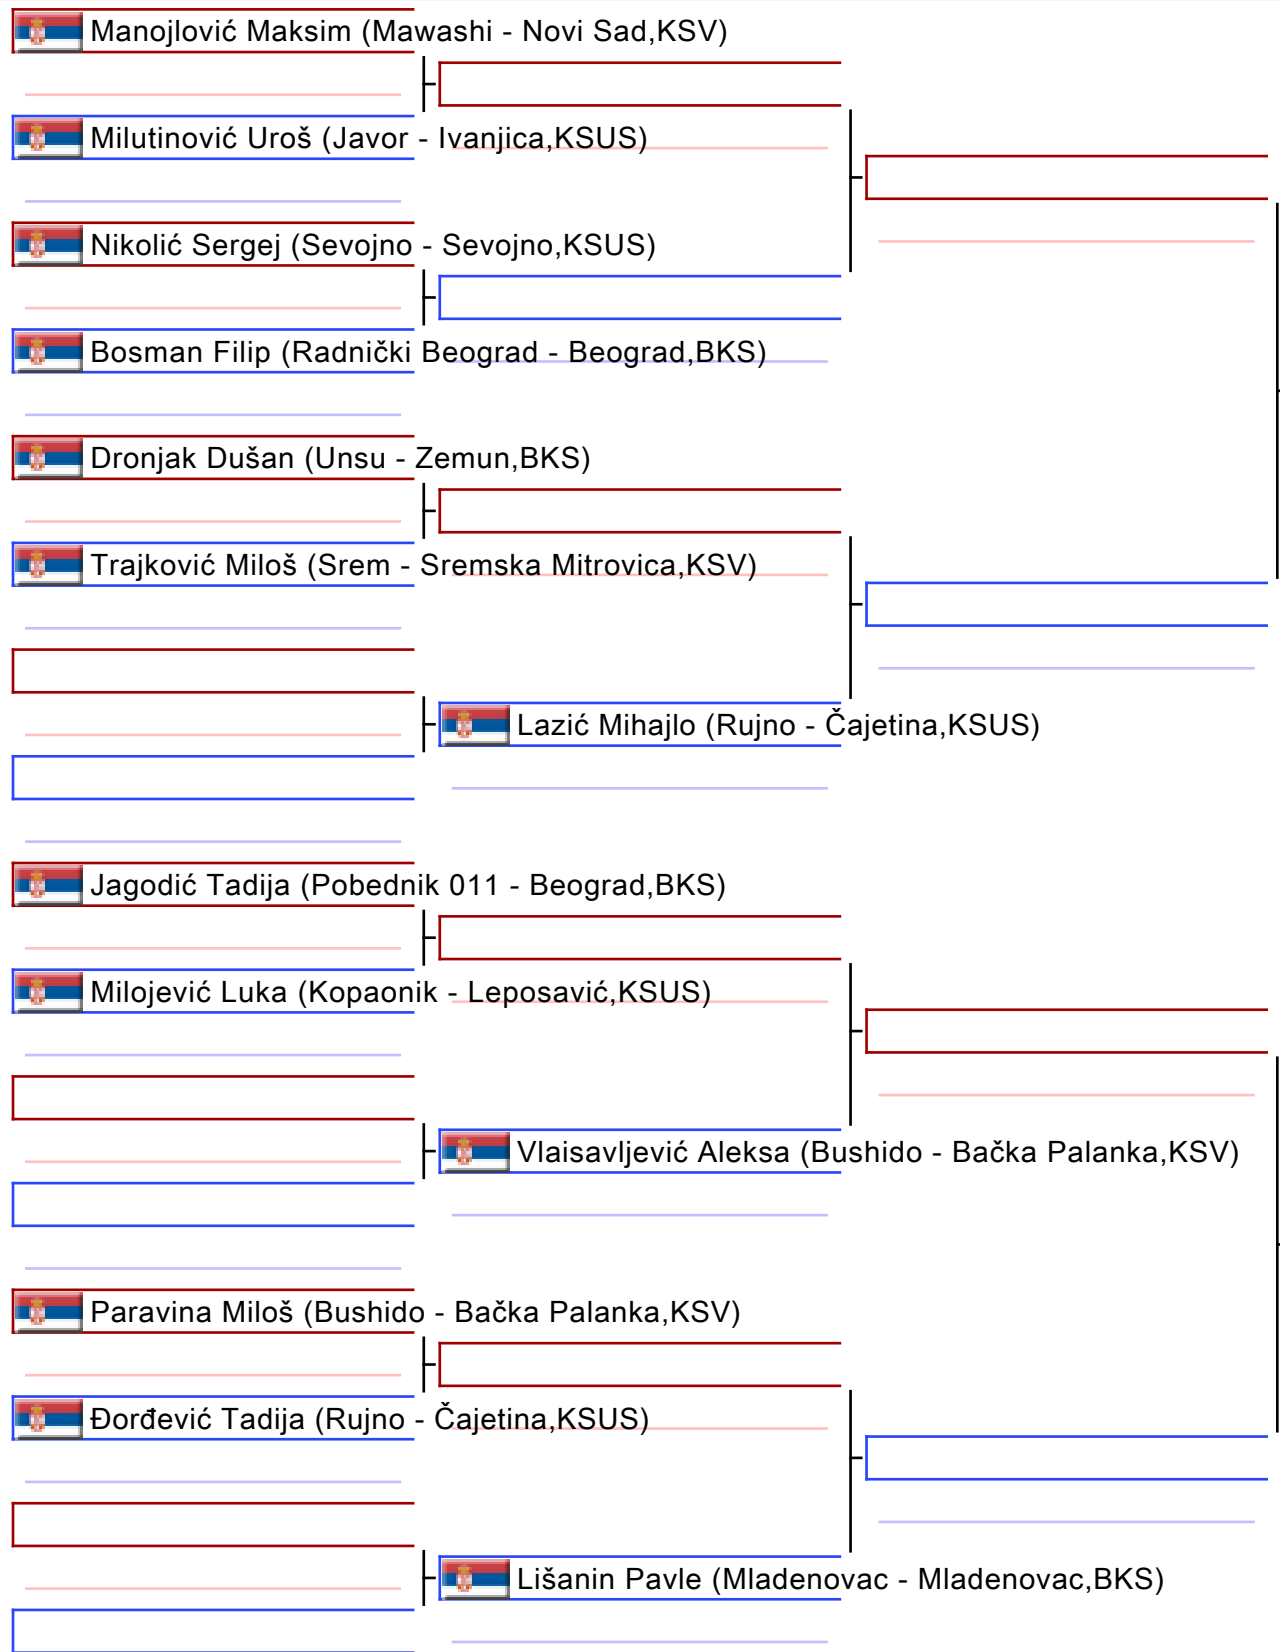 Manojlović Maksim (Mawashi - Novi Sad,KSV)
Milutinović Uroš (Javor - Ivanjica,KSUS)
Nikolić Sergej (Sevojno - Sevojno,KSUS)
Bosman Filip (Radnički Beograd - Beograd,BKS)
Dronjak Dušan (Unsu - Zemun,BKS)
Trajković Miloš (Srem - Sremska Mitrovica,KSV)
Lazić Mihajlo (Rujno - Čajetina,KSUS)
Jagodić Tadija (Pobednik 011 - Beograd,BKS)
Milojević Luka (Kopaonik - Leposavić,KSUS)
Vlaisavljević Aleksa (Bushido - Bačka Palanka,KSV)
Paravina Miloš (Bushido - Bačka Palanka,KSV)
Đorđević Tadija (Rujno - Čajetina,KSUS)
Lišanin Pavle (Mladenovac - Mladenovac,BKS)